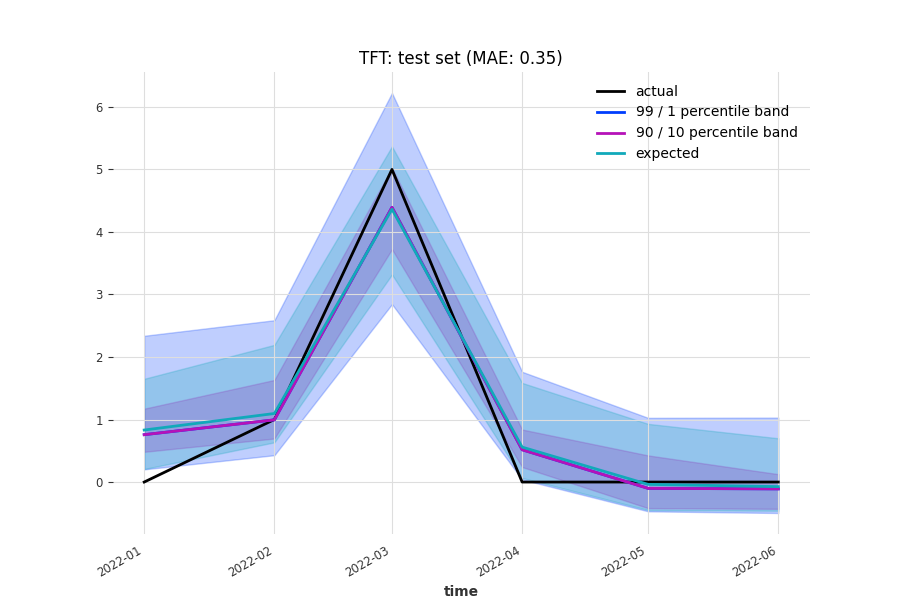 TFT: test set (MAE: 0.35)
actual
99 / 1 percentile band
90 / 10 percentile band
expected
6
5
4
3
2
1
0
2022-01
2022-02
2022-03
2022-04
2022-05
2022-06
time